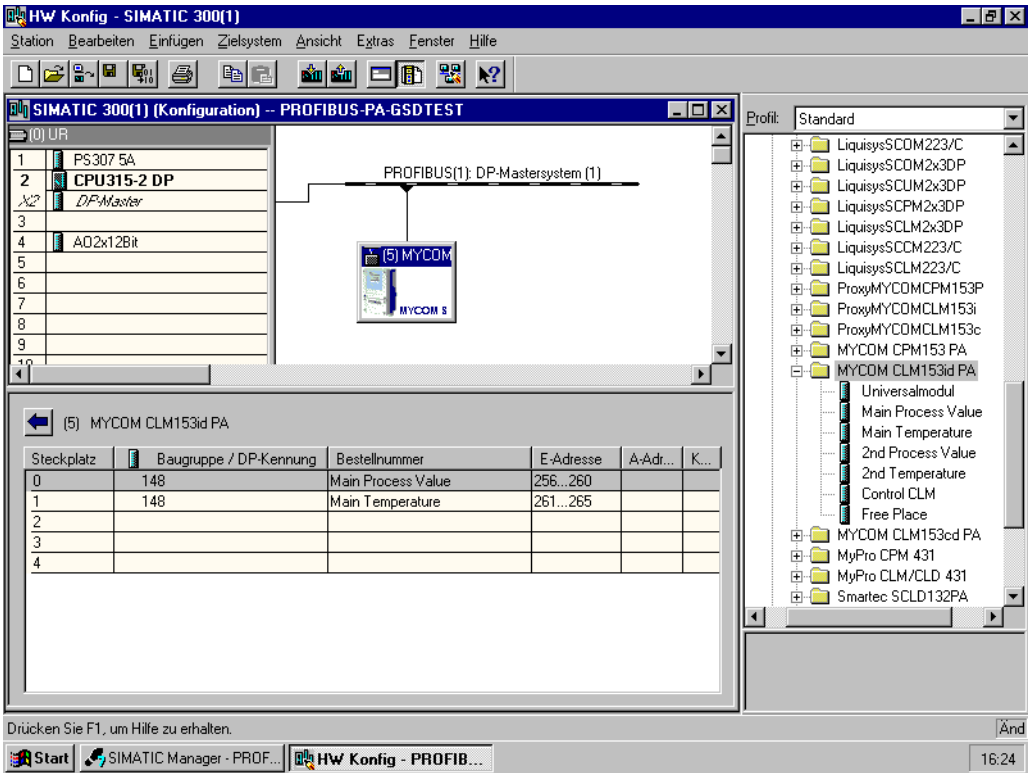 HW Konfig - SIMATIC 300(1)
Station Bearbeiten Einfügen Zielsystem Ansicht Extras Fenster Hilfe
SIMATIC 300(1) (Konfiguration) -- PROFIBUS-PA-GSDTEST
(0) UR
1 PS307 5A
2 CPU315-2 DP
X2 DP-Master
3
4 AO2x12Bit
5
6
7
8
9
10
PROFIBUS(1): DP-Mastersystem (1)
(5) MYCOM
MYCOM S
(5) MYCOM CLM153id PA
Steckplatz Baugruppe / DP-Kennung Bestellnummer E-Adresse A-Adr... K...
0 148 Main Process Value 256...260
1 148 Main Temperature 261...265
2
3
4
Profil: Standard
LiquisysSCOM223/C
LiquisysSCOM2x3DP
LiquisysSCUM2x3DP
LiquisysSCPM2x3DP
LiquisysSCLM2x3DP
LiquisysSCCM223/C
LiquisysSCLM223/C
ProxyMYCOMCPM153P
ProxyMYCOMCLM153i
ProxyMYCOMCLM153c
MYCOM CPM153 PA
MYCOM CLM153id PA
Universalmodul
Main Process Value
Main Temperature
2nd Process Value
2nd Temperature
Control CLM
Free Place
MYCOM CLM153cd PA
MyPro CPM 431
MyPro CLM/CLD 431
Smartec SCLD132PA
Drücken Sie F1, um Hilfe zu erhalten.
Änd
Start SIMATIC Manager - PROF... HW Konfig - PROFIB... 16:24